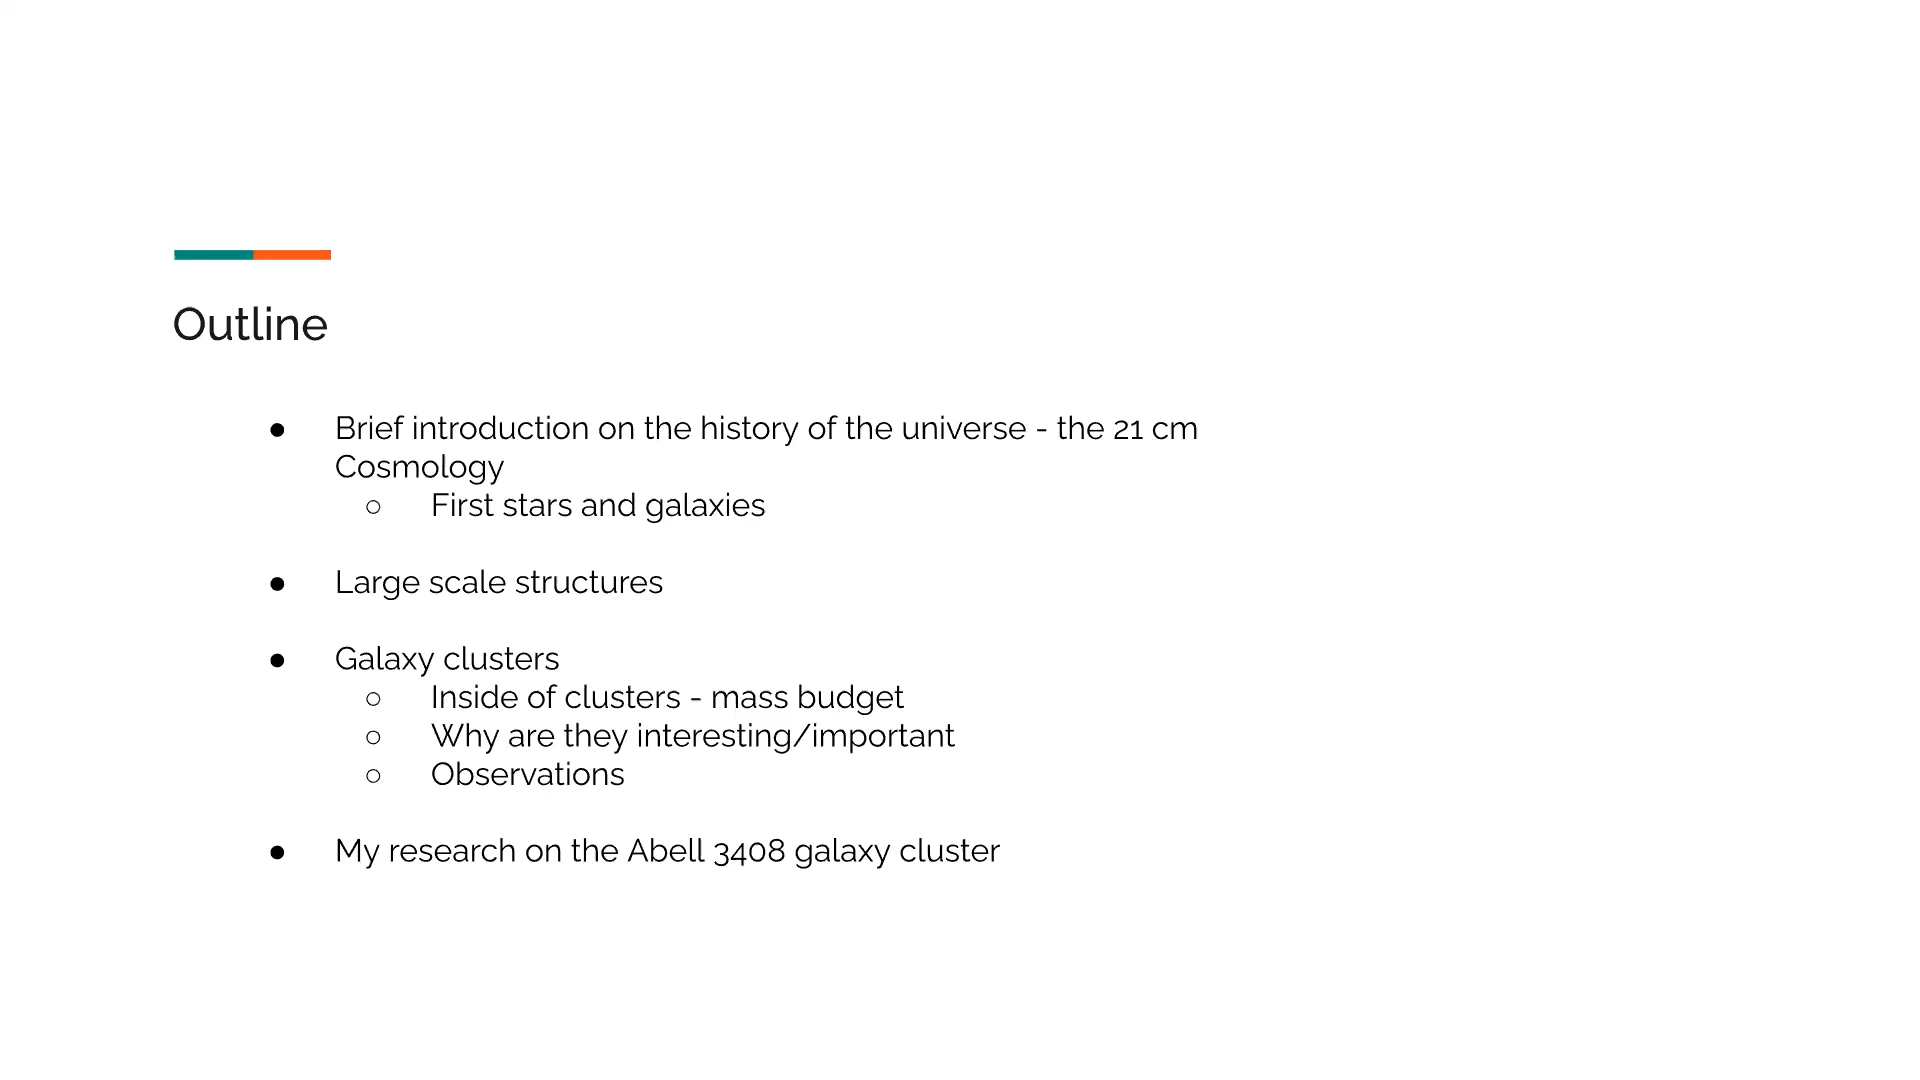 Outline
● Brief introduction on the history of the universe - the 21 cm
Cosmology
○ First stars and galaxies
● Large scale structures
● Galaxy clusters
○ Inside of clusters - mass budget
○ Why are they interesting/important
○ Observations
● My research on the Abell 3408 galaxy cluster